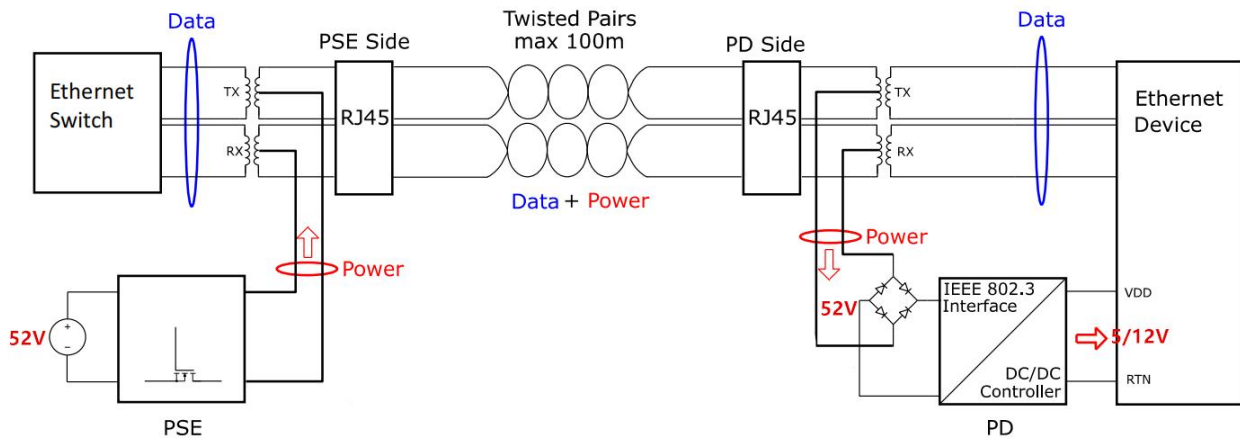 Data
Twisted Pairs
max 100m
Data
PSE Side
PD Side
Ethernet
Switch
TX
RX
RJ45
RJ45
TX
RX
Ethernet
Device
Data + Power
Power
Power
52V
+
−
52V
IEEE 802.3
Interface
DC/DC
Controller
VDD
5/12V
RTN
PSE
PD